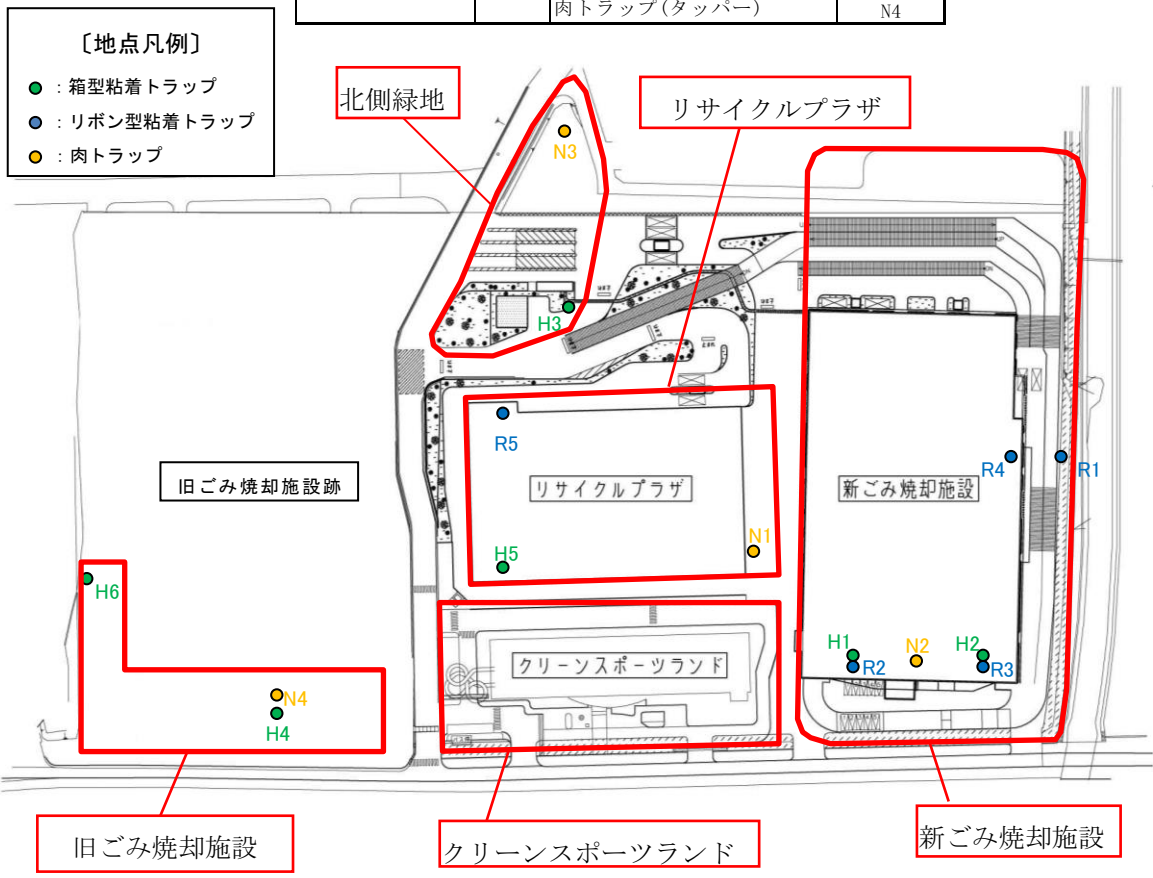 肉トラップ(タッパー) N4
〔地点凡例〕
：箱型粘着トラップ
：リボン型粘着トラップ
：肉トラップ
北側緑地
リサイクルプラザ
N3
H3
R5
リサイクルプラザ
H5
N1
旧ごみ焼却施設跡
H6
N4
H4
クリーンスポーツランド
新ごみ焼却施設
R4
R1
H1
R2
N2
H2
R3
旧ごみ焼却施設
クリーンスポーツランド
新ごみ焼却施設